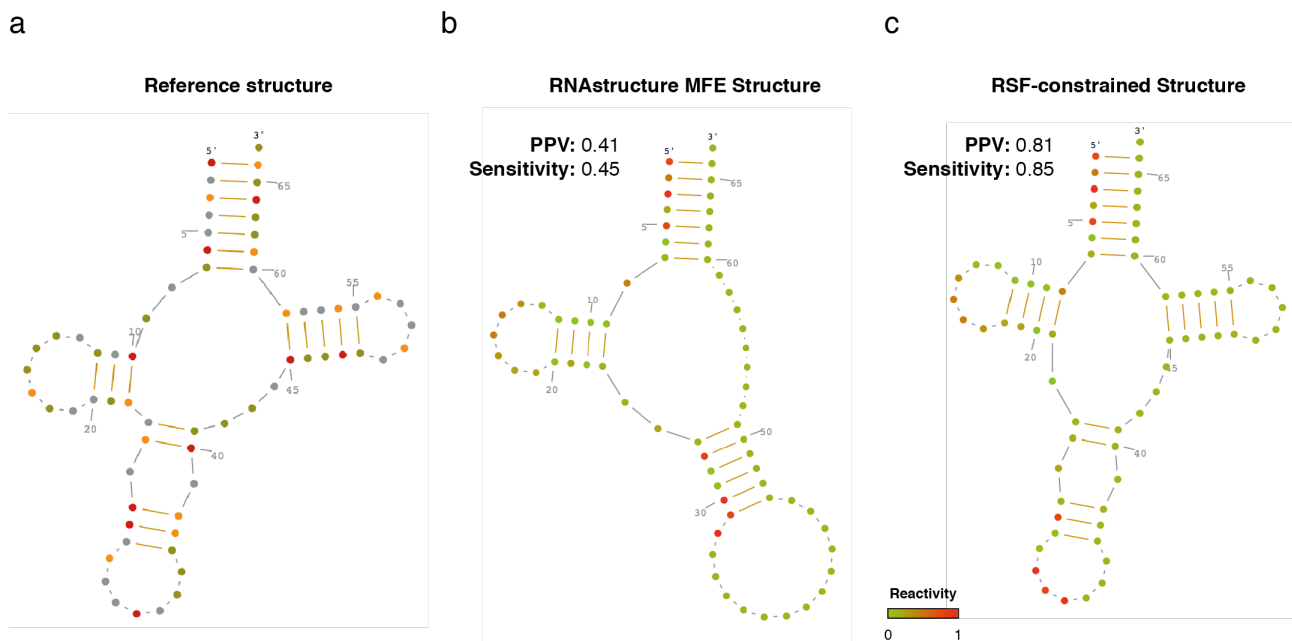 a
b
c
Reference structure
RNAstructure MFE Structure
RSF-constrained Structure
PPV: 0.41
Sensitivity: 0.45
PPV: 0.81
Sensitivity: 0.85
5'
3'
65
5
60
55
10
45
20
40
5'
3'
65
5
60
10
20
50
30
5'
3'
65
5
60
10
55
20
45
40
Reactivity
0 1